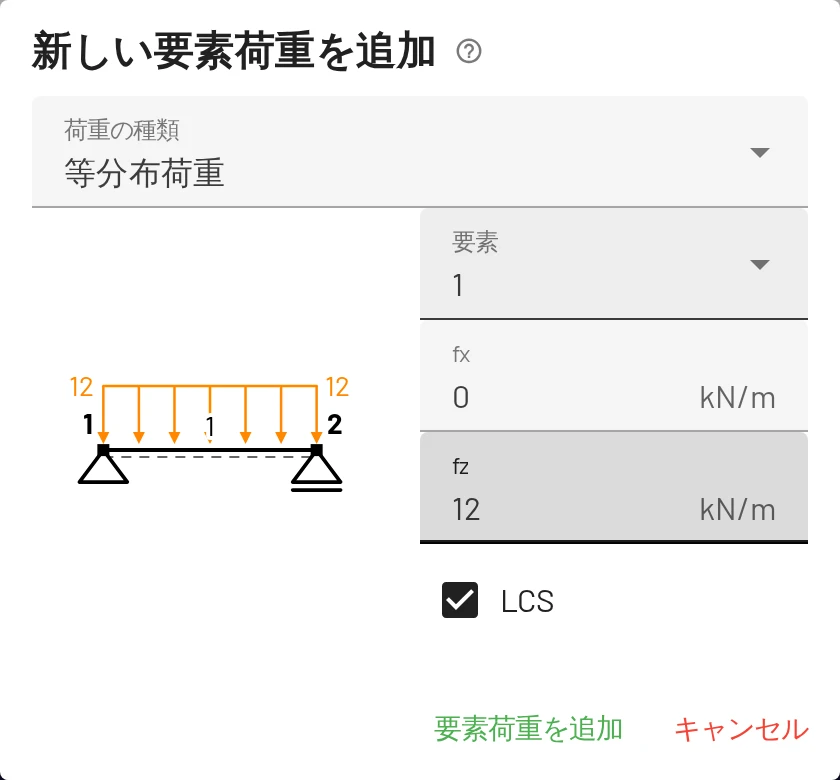 新しい要素荷重を追加
荷重の種類
等分布荷重
要素
1
fx
0 kN/m
fz
12 kN/m
LCS
12 12
1 1 2
要素荷重を追加 キャンセル